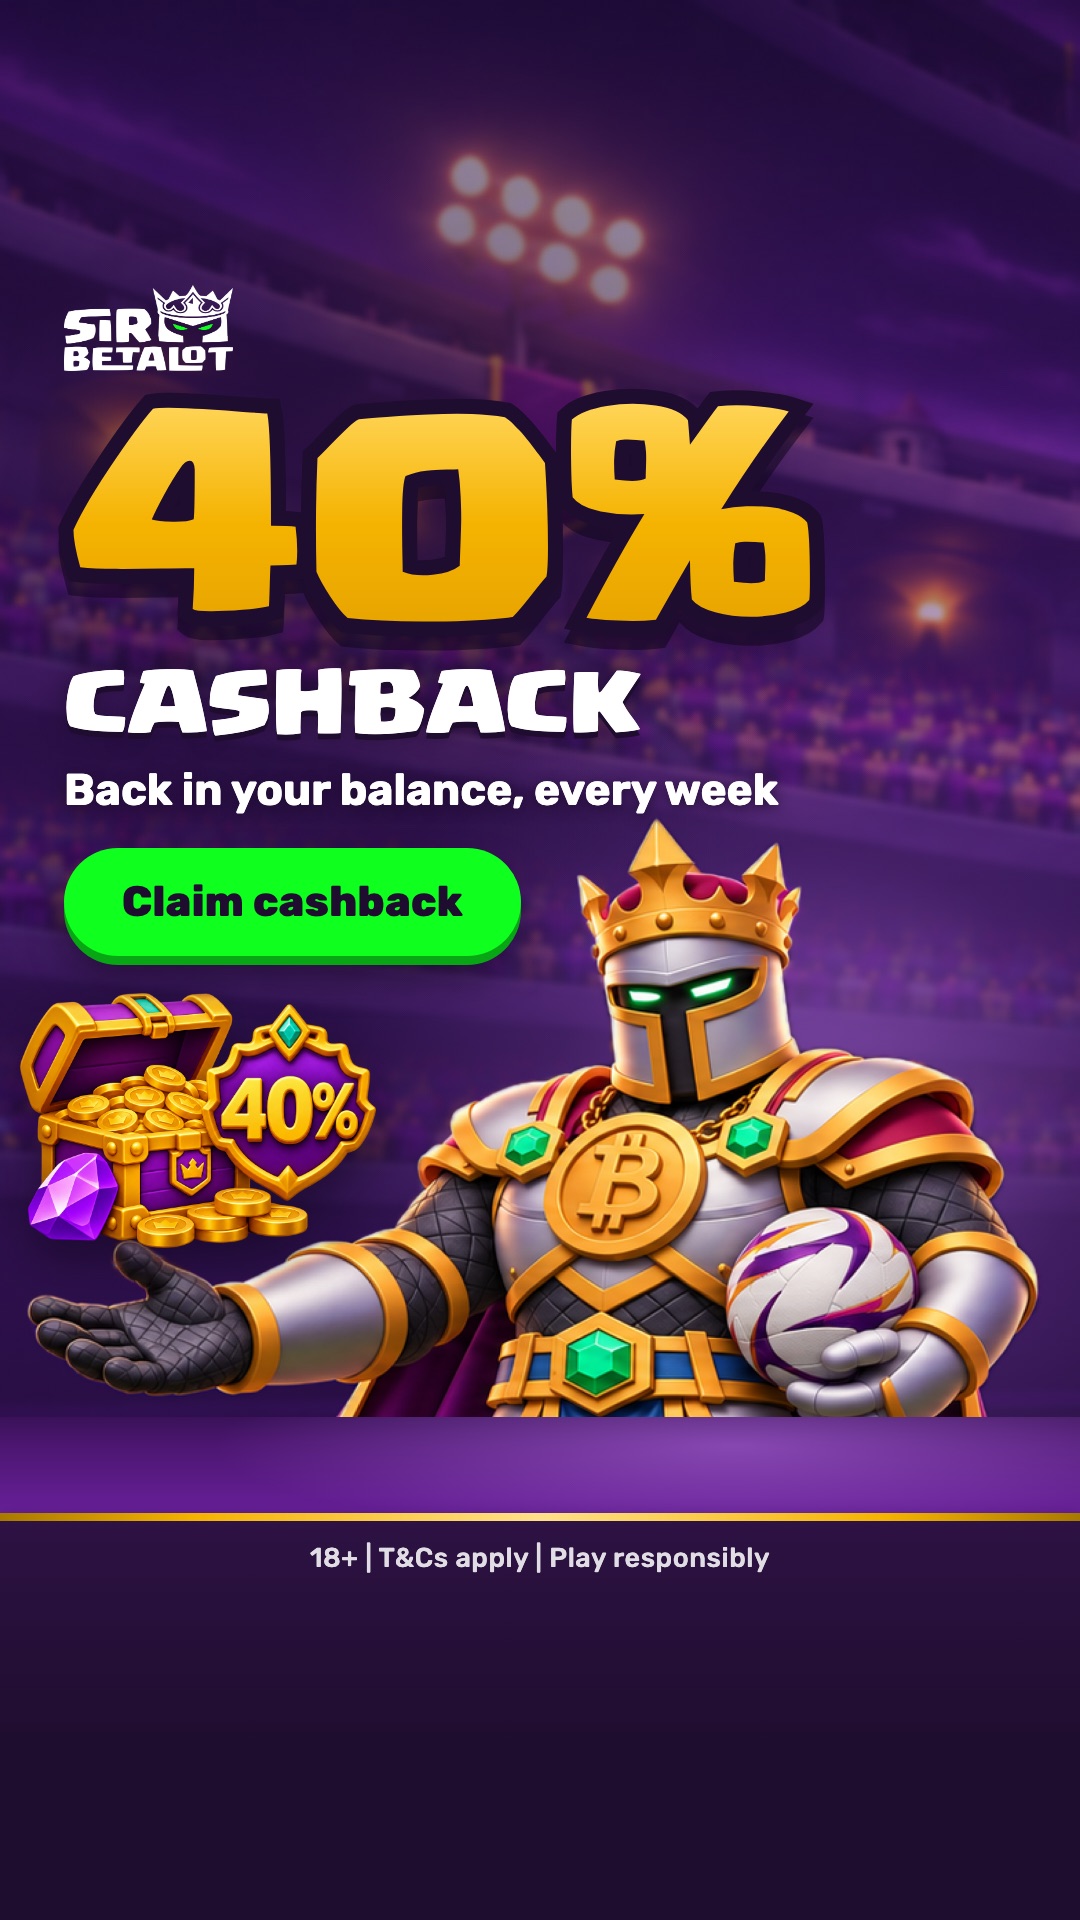 SiR
BETALOT
40%
CASHBACK
Back in your balance, every week
Claim cashback
40%
18+ | T&Cs apply | Play responsibly